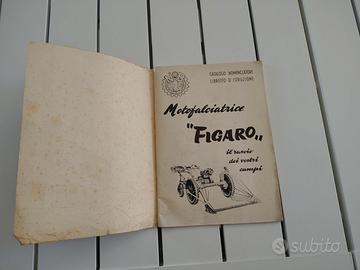 CATALOGO NOMENCLATORE
LIBRETTO D'ISTRUZIONE
Motofalciatrice
"FIGARO„
il rasoio
dei vostri
campi
subito